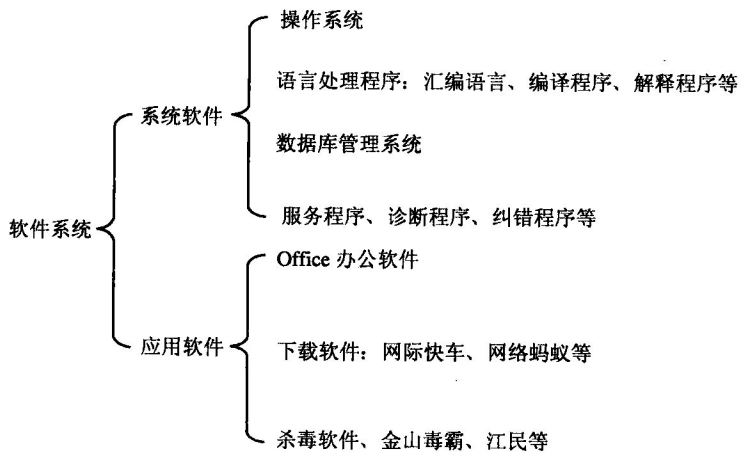 软件系统
系统软件
操作系统
语言处理程序：汇编语言、编译程序、解释程序等
数据库管理系统
服务程序、诊断程序、纠错程序等
应用软件
Office 办公软件
下载软件：网际快车、网络蚂蚁等
杀毒软件、金山毒霸、江民等